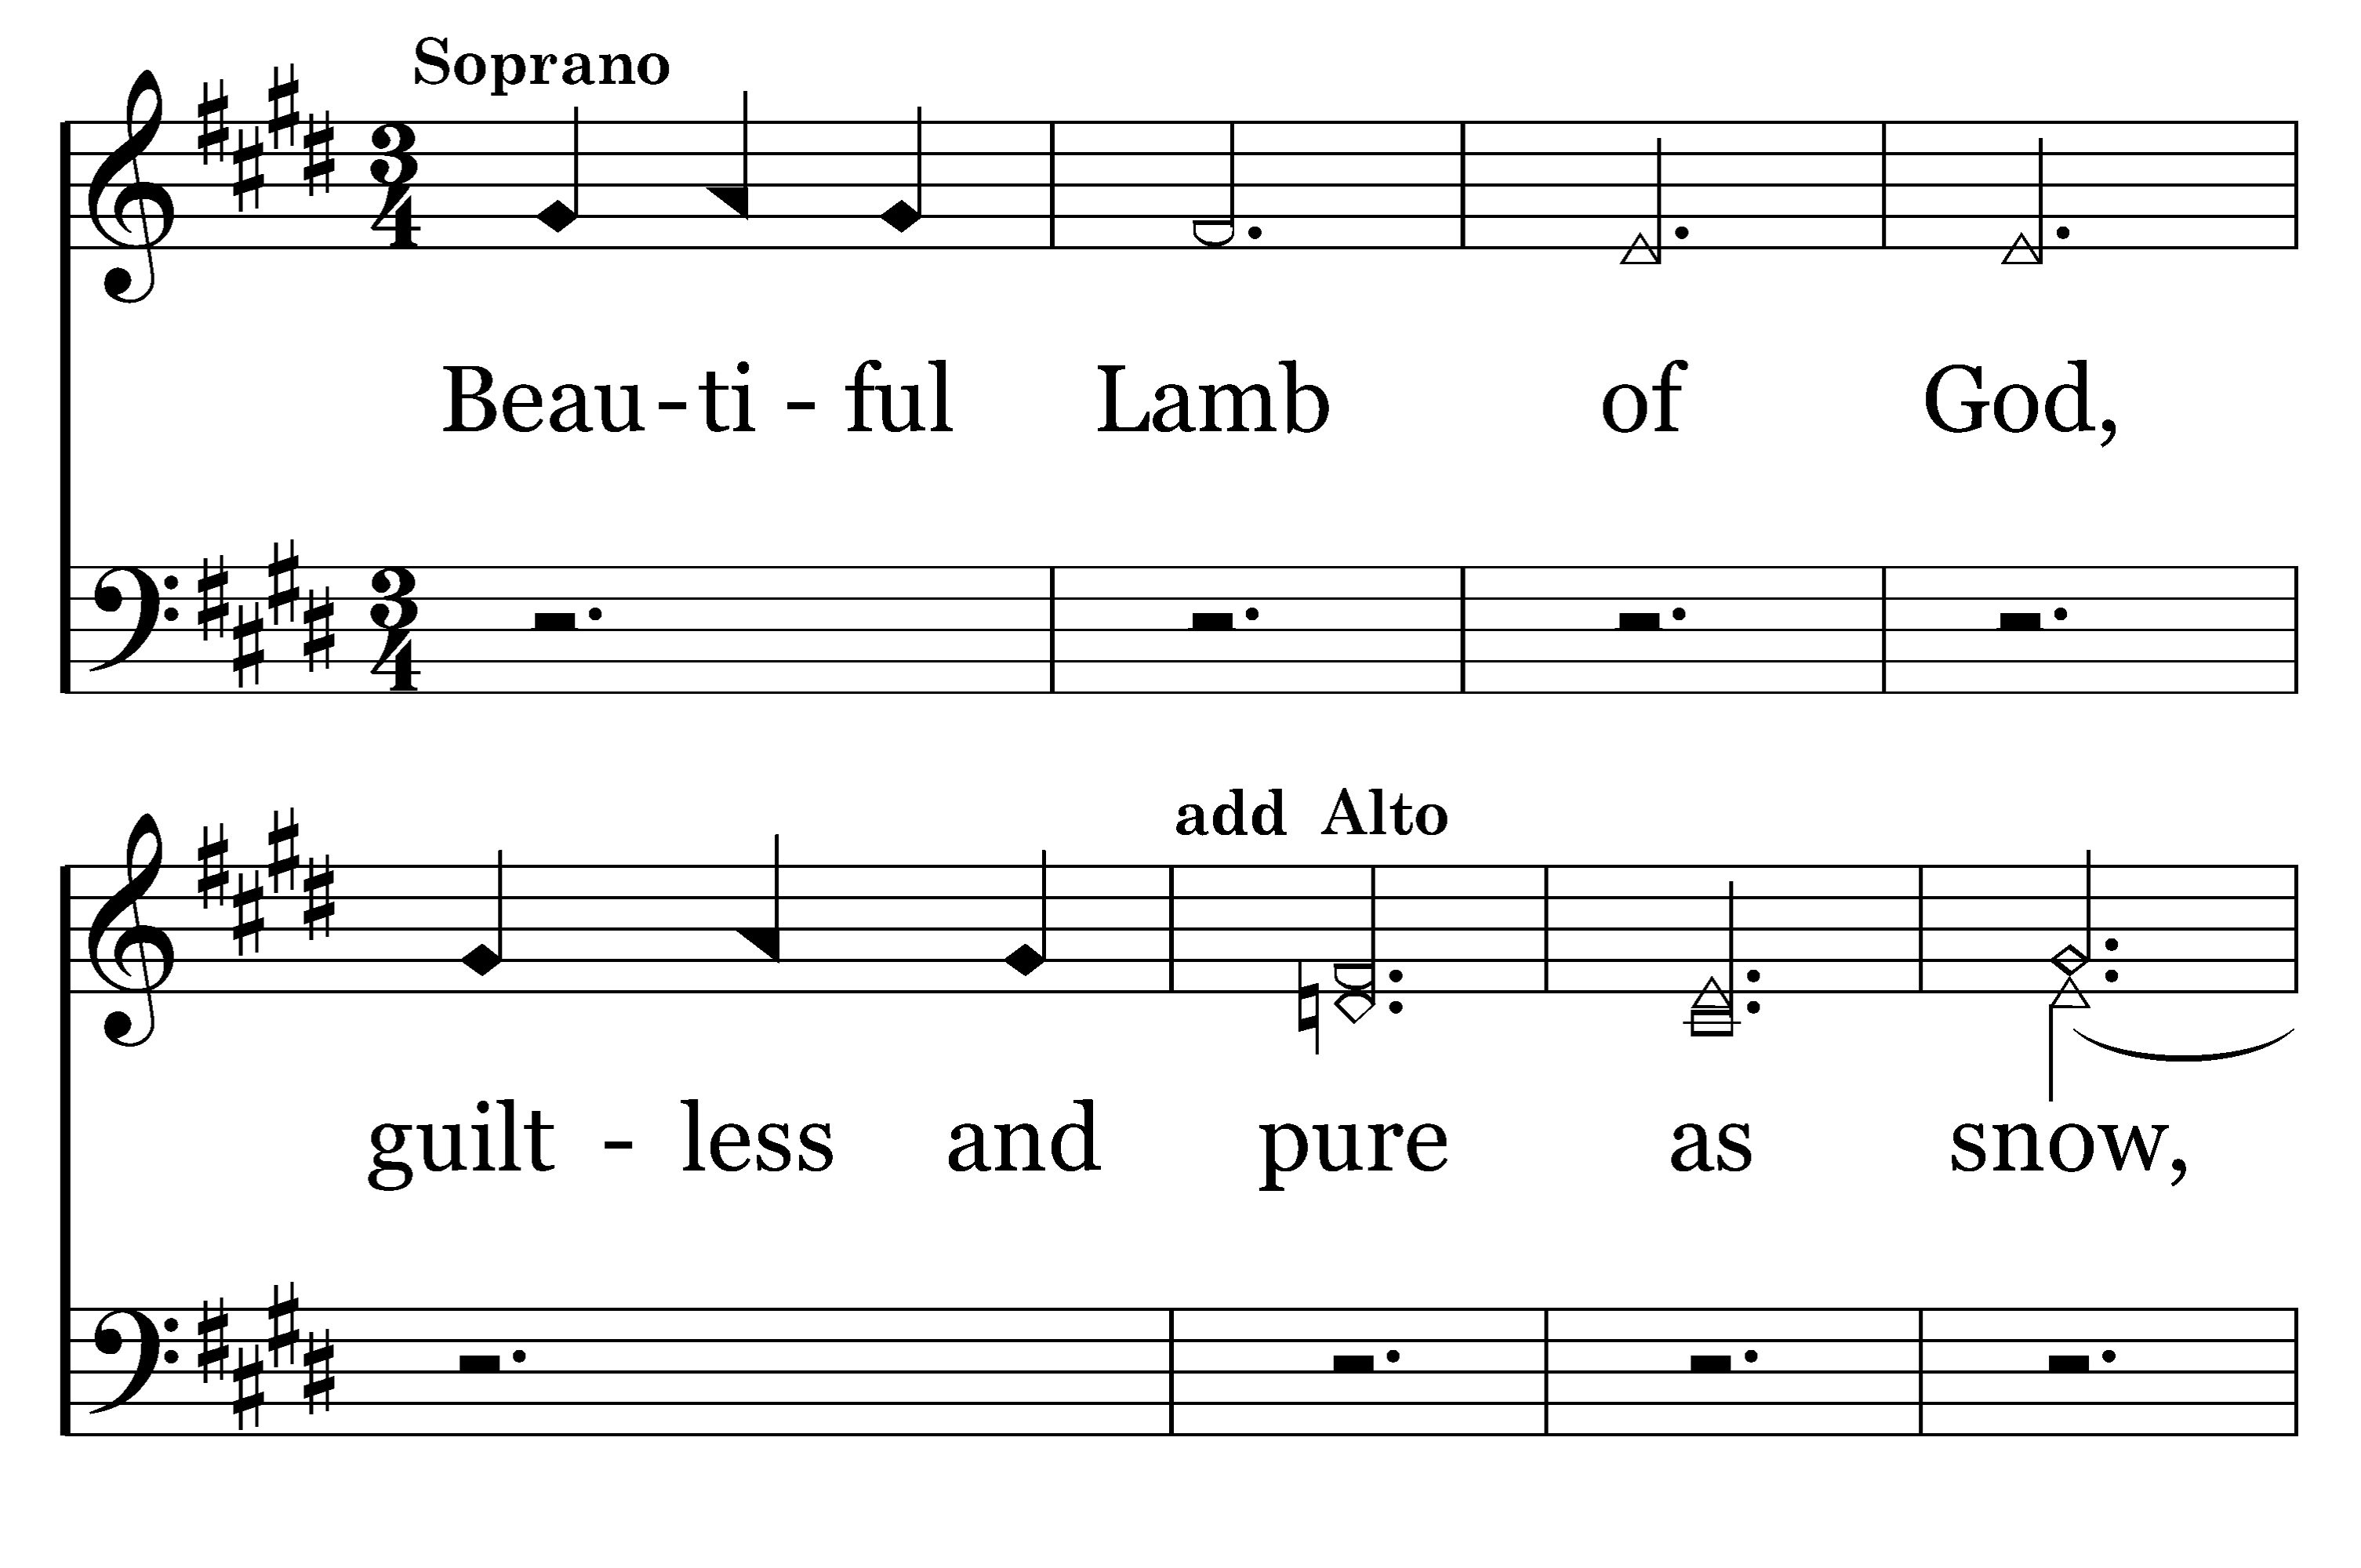 Soprano
Beau - ti - ful Lamb of God,
add Alto
guilt - less and pure as snow,